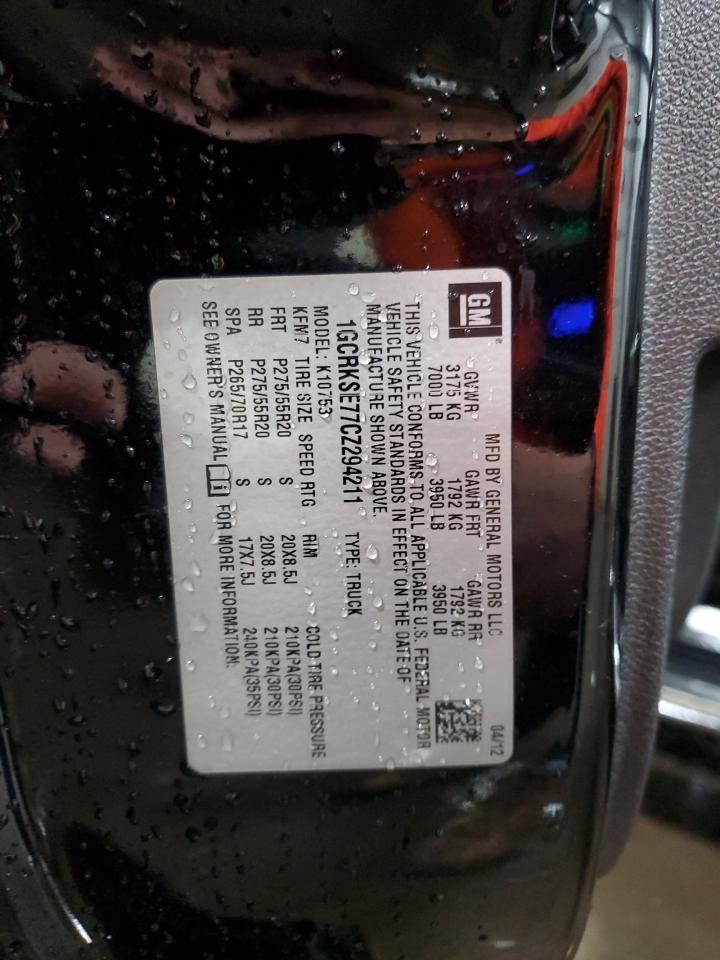 GM
MFD BY GENERAL MOTORS LLC 04/12
GVWR GAWR FRT GAWR RR
3175 KG 1792 KG 1792 KG
7000 LB 3950 LB 3950 LB
THIS VEHICLE CONFORMS TO ALL APPLICABLE U.S. FEDERAL MOTOR
VEHICLE SAFETY STANDARDS IN EFFECT ON THE DATE OF
MANUFACTURE SHOWN ABOVE.
1GCRKSE77CZ294211 TYPE: TRUCK
MODEL: K10753
KFM7 TIRE SIZE SPEED RTG RIM COLD TIRE PRESSURE
FRT P275/55R20 S 20X8.5J 210KPA(30PSI)
RR P275/55R20 S 20X8.5J 210KPA(30PSI)
SPA P265/70R17 S 17X7.5J 240KPA(35PSI)
SEE OWNER'S MANUAL FOR MORE INFORMATION.